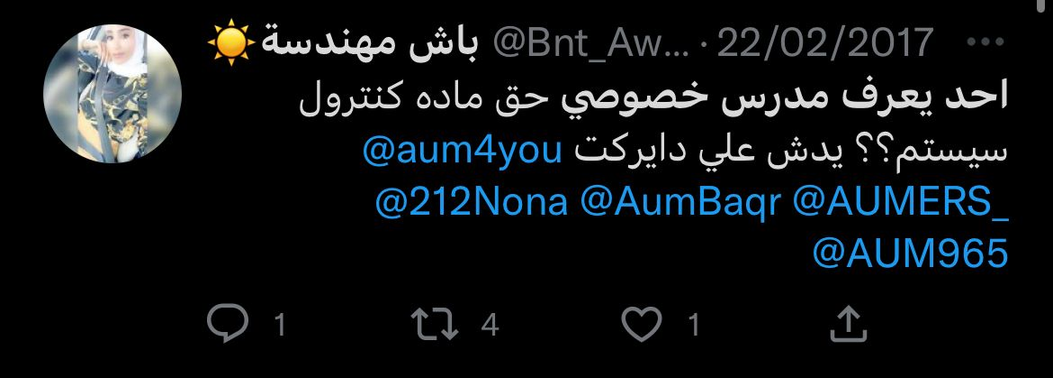 باش مهندسة☀️ @Bnt_Aw... · 22/02/2017
احد يعرف مدرس خصوصي حق ماده كنترول
سيستم؟؟ يدش علي دايركت @aum4you
@212Nona @AumBaqr @AUMERS_
@AUM965
1 4 1